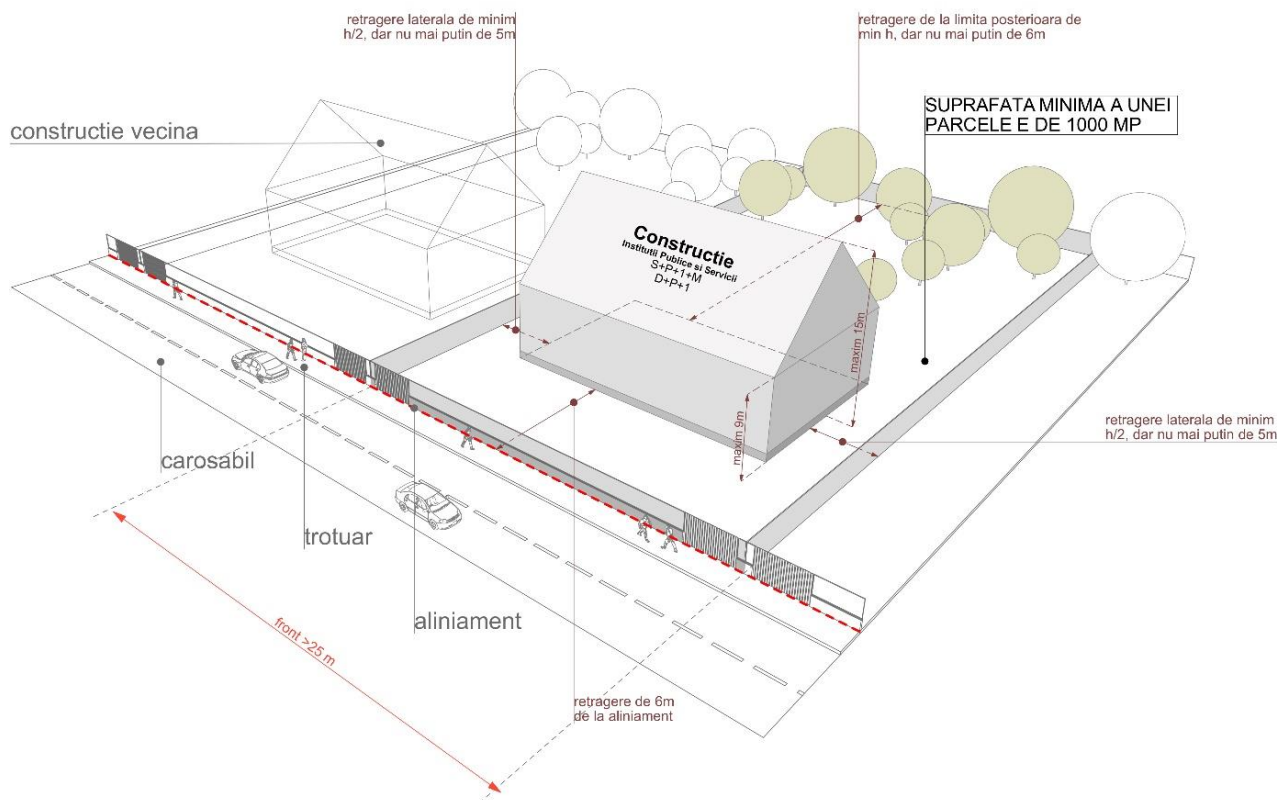 retragere laterala de minim
h/2, dar nu mai putin de 5m
retragere de la limita posterioara de
min h, dar nu mai putin de 6m
SUPRAFATA MINIMA A UNEI
PARCELE E DE 1000 MP
constructie vecina
Constructie
Institutii Publice si Servicii
S+P+1+M
D+P+1
maxim 15m
maxim 9m
retragere laterala de minim
h/2, dar nu mai putin de 5m
carosabil
trotuar
aliniament
front >25 m
retragere de 6m
de la aliniament